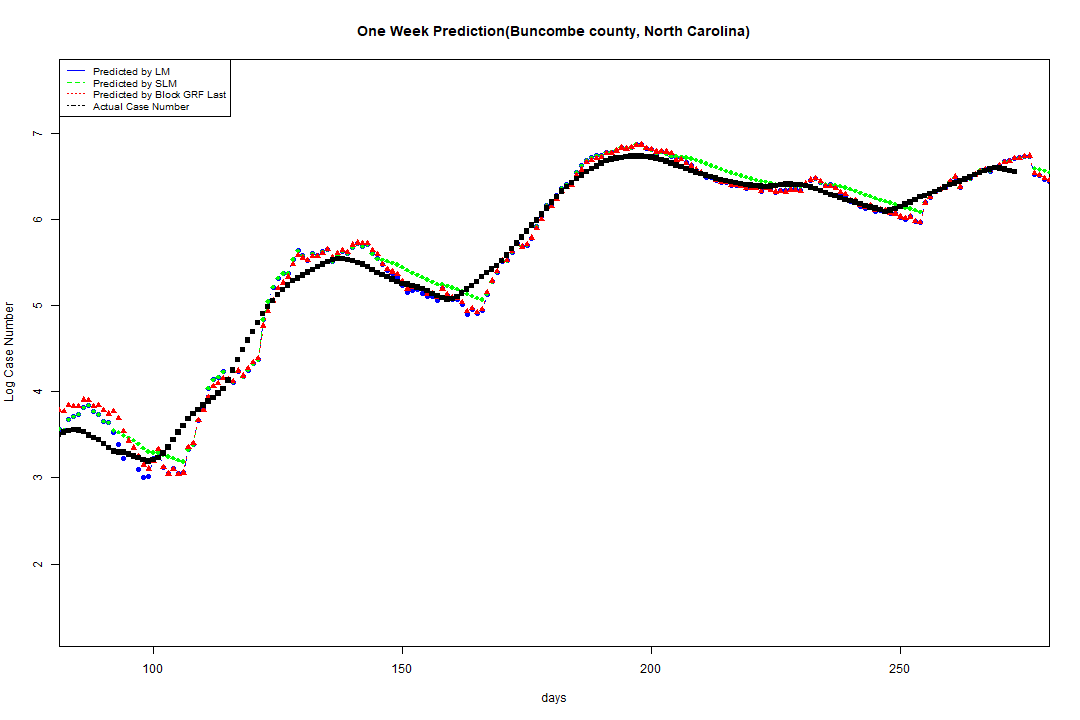 One Week Prediction(Buncombe county, North Carolina)
Predicted by LM
Predicted by SLM
Predicted by Block GRF Last
Actual Case Number
7
6
5
4
3
2
Log Case Number
100 150 200 250
days